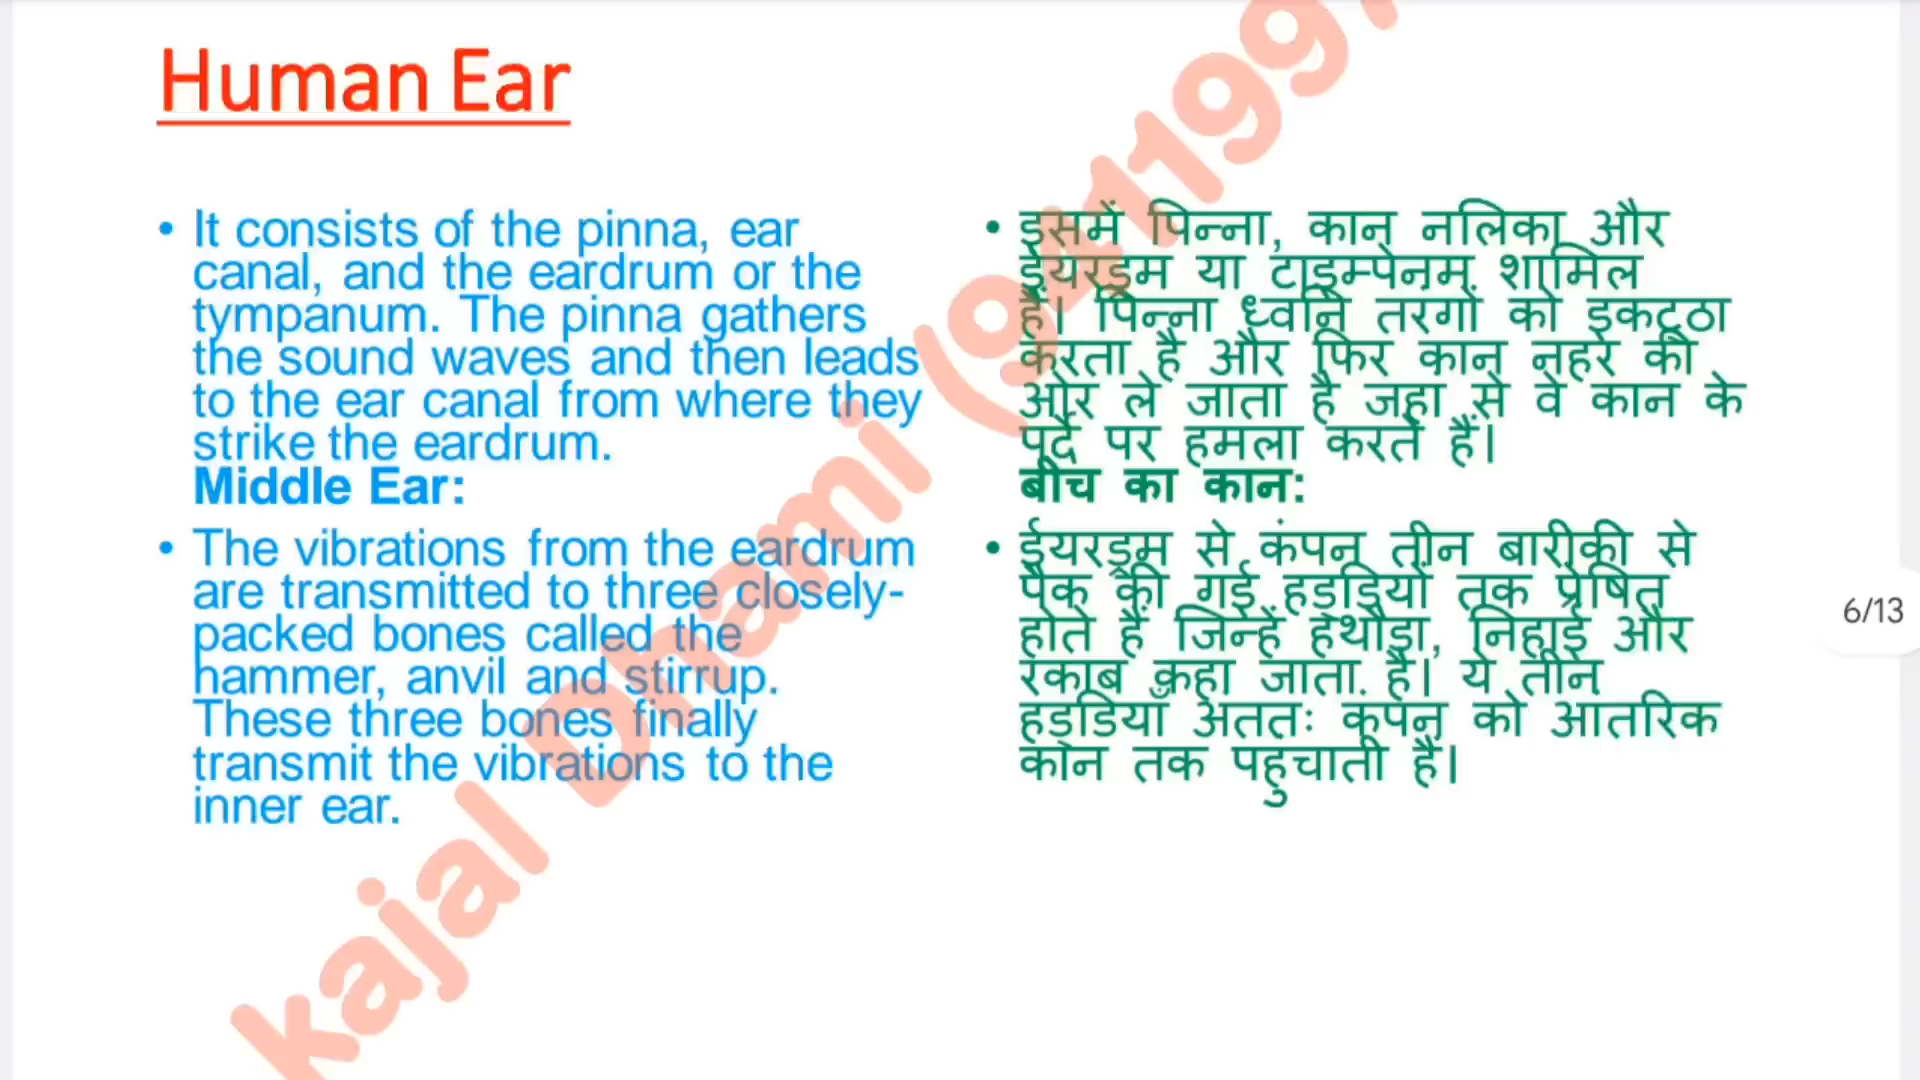 Human Ear
• It consists of the pinna, ear
canal, and the eardrum or the
tympanum. The pinna gathers
the sound waves and then leads
to the ear canal from where they
strike the eardrum.
Middle Ear:
• The vibrations from the eardrum
are transmitted to three closely-
packed bones called the
hammer, anvil and stirrup.
These three bones finally
transmit the vibrations to the
inner ear.
• इसमें पिन्ना, कान नलिका और
ईयरड्रम या टाइम्पेनम शामिल
हैं। पिन्ना ध्वनि तरंगों को इकट्ठा
करता है और फिर कान नहर की
ओर ले जाता है जहां से वे कान के
पर्दे पर हमला करते हैं।
बीच का कान:
• ईयरड्रम से कंपन तीन बारीकी से
पैक की गई हड्डियों तक प्रेषित
होते हैं जिन्हें हथौड़ा, निहाई और
रकाब कहा जाता है। ये तीन
हड्डियाँ अंततः कंपन को आंतरिक
कान तक पहुंचाती हैं।
6/13
kajal Dhami (9411997